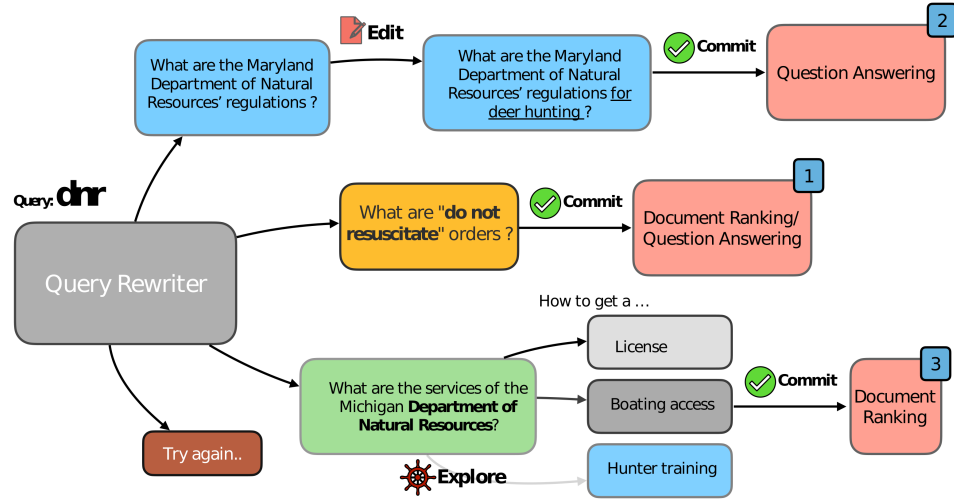 2
Edit
What are the Maryland
Department of Natural
Resources’ regulations ?
What are the Maryland
Department of Natural
Resources’ regulations for
deer hunting ?
Commit
Question Answering
Query: dnr
1
Query Rewriter
What are "do not
resuscitate" orders ?
Commit
Document Ranking/
Question Answering
How to get a ...
License
What are the services of the
Michigan Department of
Natural Resources?
Boating access
Commit
3
Document
Ranking
Try again..
Explore
Hunter training